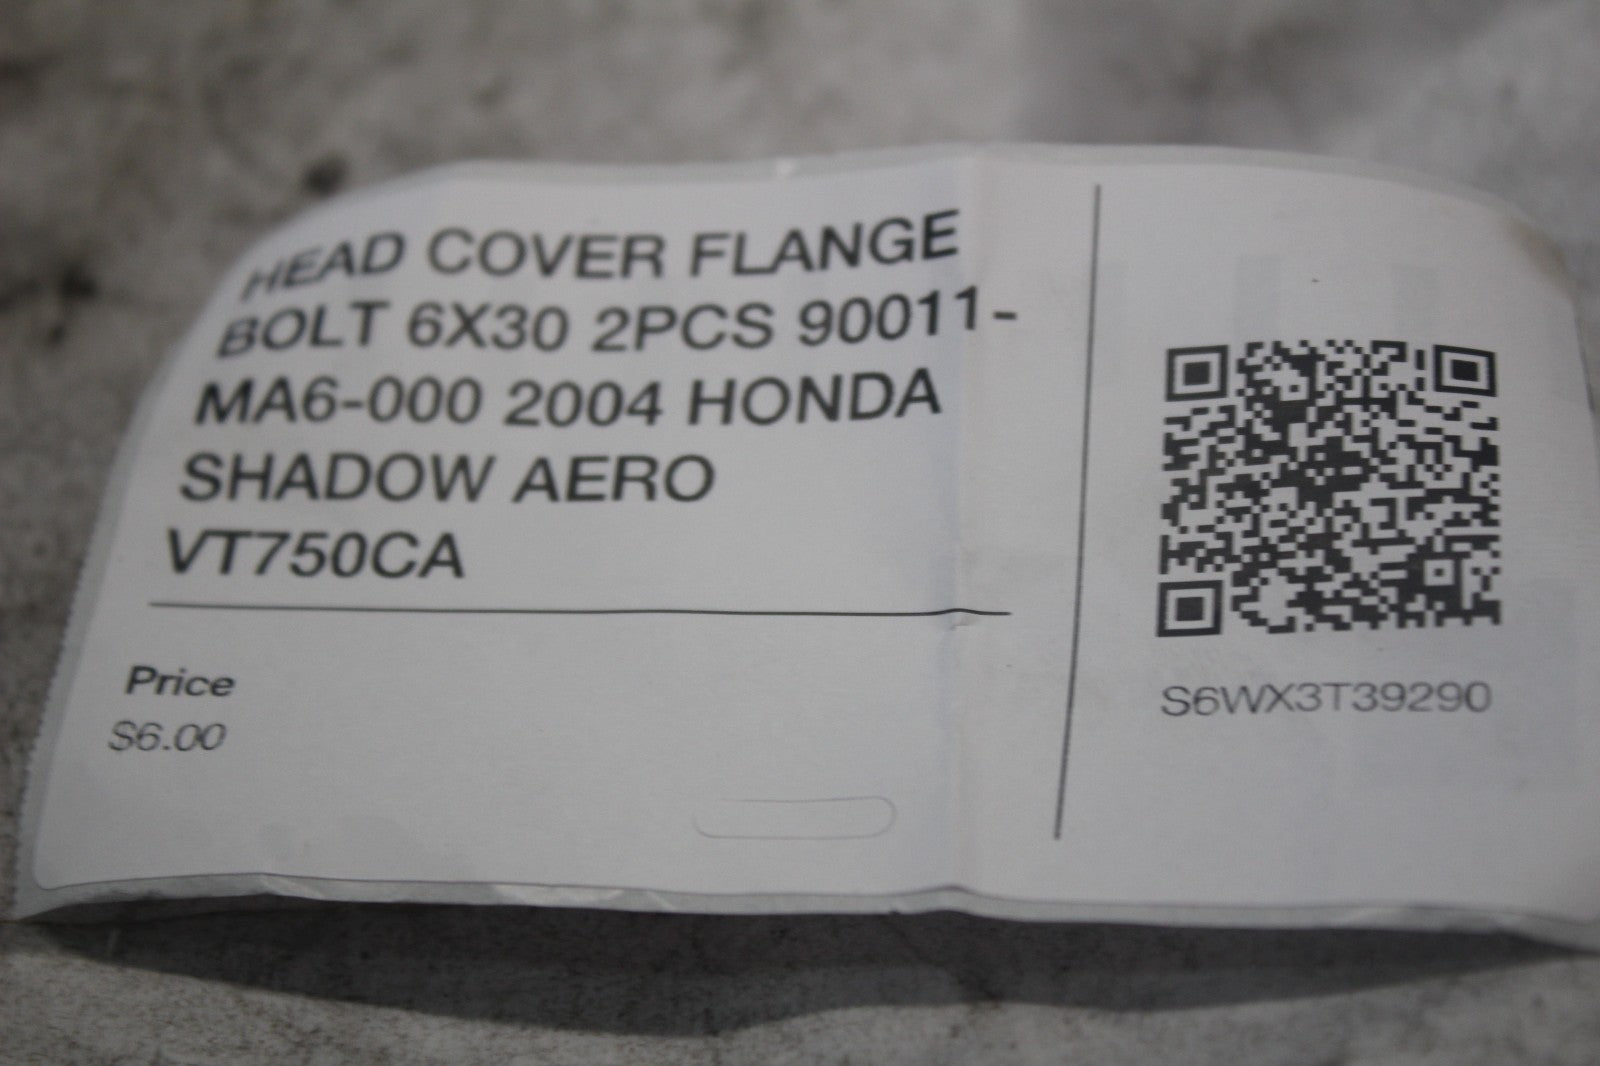 HEAD COVER FLANGE
BOLT 6X30 2PCS 90011-
MA6-000 2004 HONDA
SHADOW AERO
VT750CA
Price
$6.00
S6WX3T39290